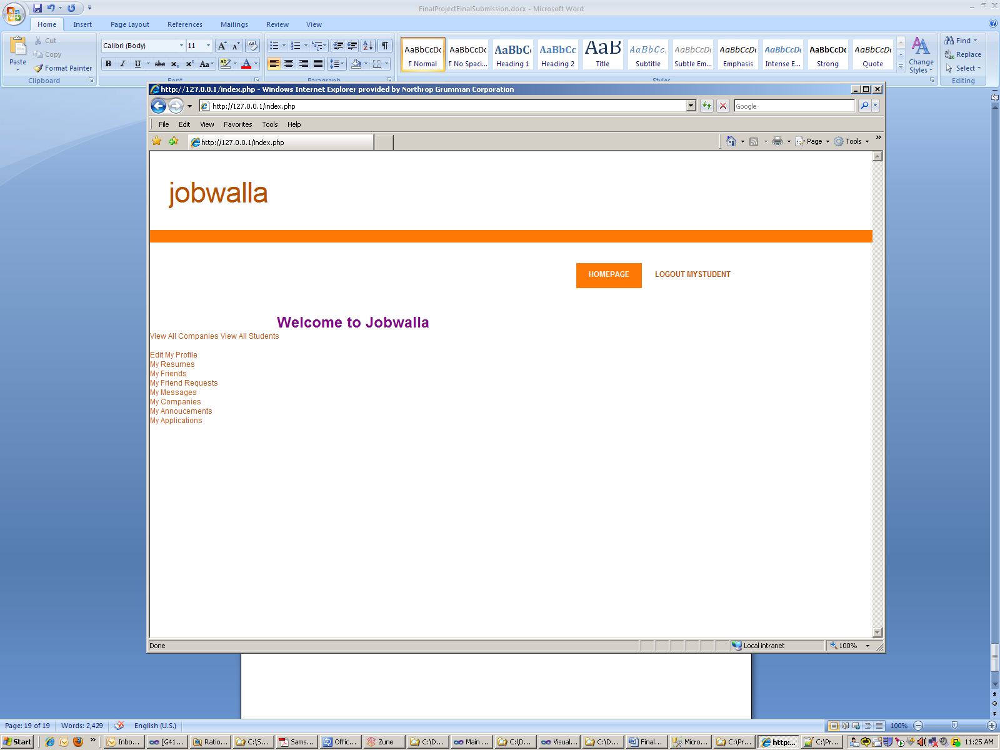 FinalProjectFinalSubmission.docx - Microsoft Word
Home Insert Page Layout References Mailings Review View
Paste
Cut
Copy
Format Painter
Clipboard
Calibri (Body) 11
Font
Paragraph
AaBbCcDc AaBbCcDc AaBbC AaBbCc AaB AaBbCc. AaBbCcDc AaBbCcDc AaBbCcDc AaBbCcDc AaBbCcDc
¶ Normal ¶ No Spaci... Heading 1 Heading 2 Title Subtitle Subtle Em... Emphasis Intense E... Strong Quote
Styles
Change Styles
Find
Replace
Select
Editing
http://127.0.0.1/index.php - Windows Internet Explorer provided by Northrop Grumman Corporation
http://127.0.0.1/index.php
Google
File Edit View Favorites Tools Help
http://127.0.0.1/index.php
Page Tools
jobwalla
HOMEPAGE LOGOUT MYSTUDENT
Welcome to Jobwalla
View All Companies View All Students
Edit My Profile
My Resumes
My Friends
My Friend Requests
My Messages
My Companies
My Annoucements
My Applications
Done Local intranet 100%
Page: 19 of 19 Words: 2,429 English (U.S.) 100%
Start Inbo... [G41... Ratio... C:\S... Sams... Offic... Zune C:\D... Main ... C:\D... Visual... C:\D... Final... Micro... C:\Pr... http:... C:\Pr... 11:25 AM